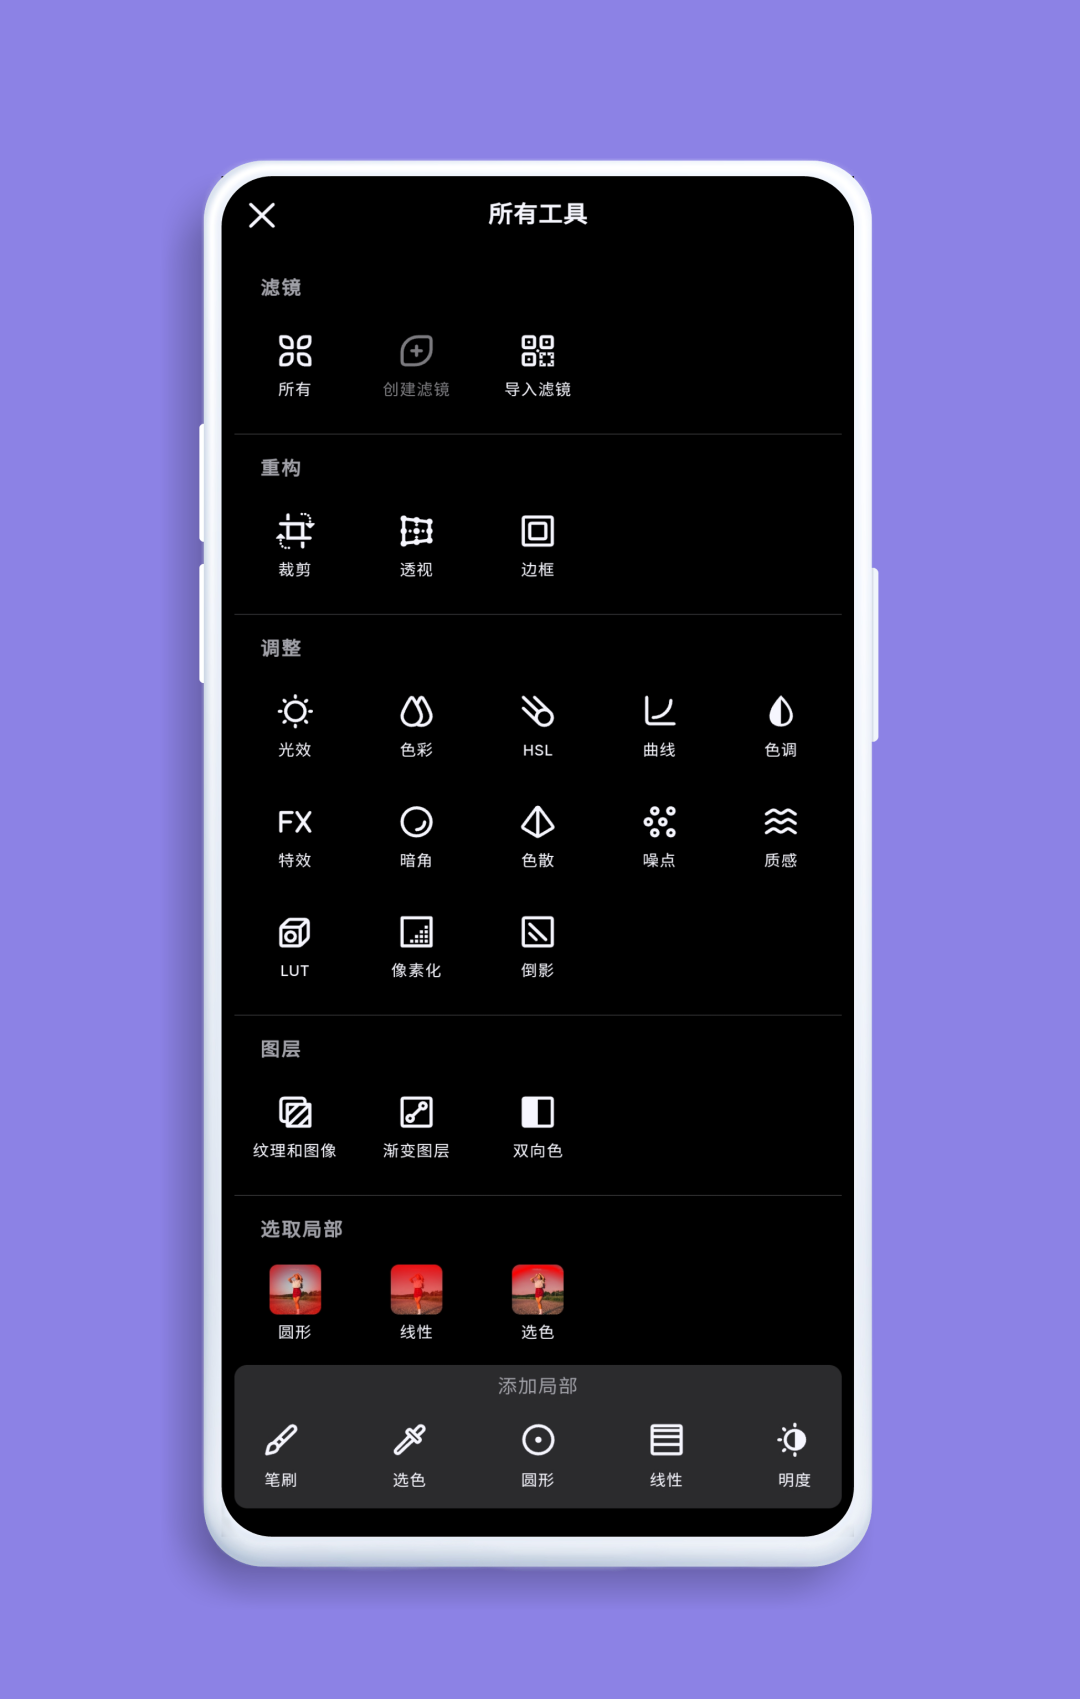 所有工具
滤镜
所有 创建滤镜 导入滤镜
重构
裁剪 透视 边框
调整
光效 色彩 HSL 曲线 色调
FX
特效 暗角 色散 噪点 质感
LUT 像素化 倒影
图层
纹理和图像 渐变图层 双向色
选取局部
圆形 线性 选色
添加局部
笔刷 选色 圆形 线性 明度